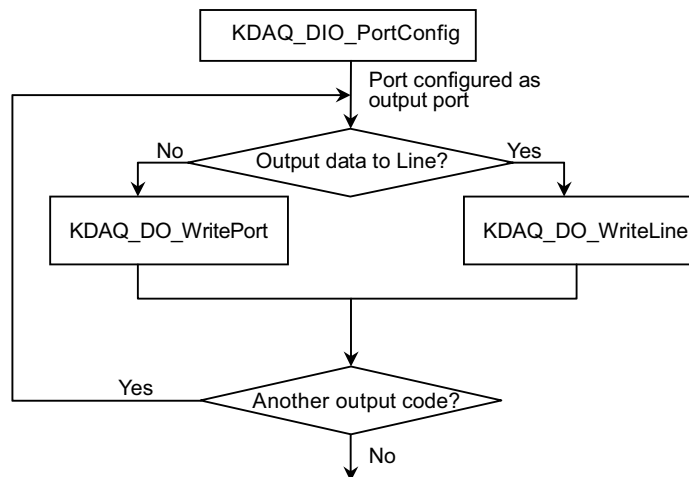 KDAQ_DIO_PortConfig
Port configured as
output port
No
Output data to Line?
Yes
KDAQ_DO_WritePort
KDAQ_DO_WriteLine
Yes
Another output code?
No